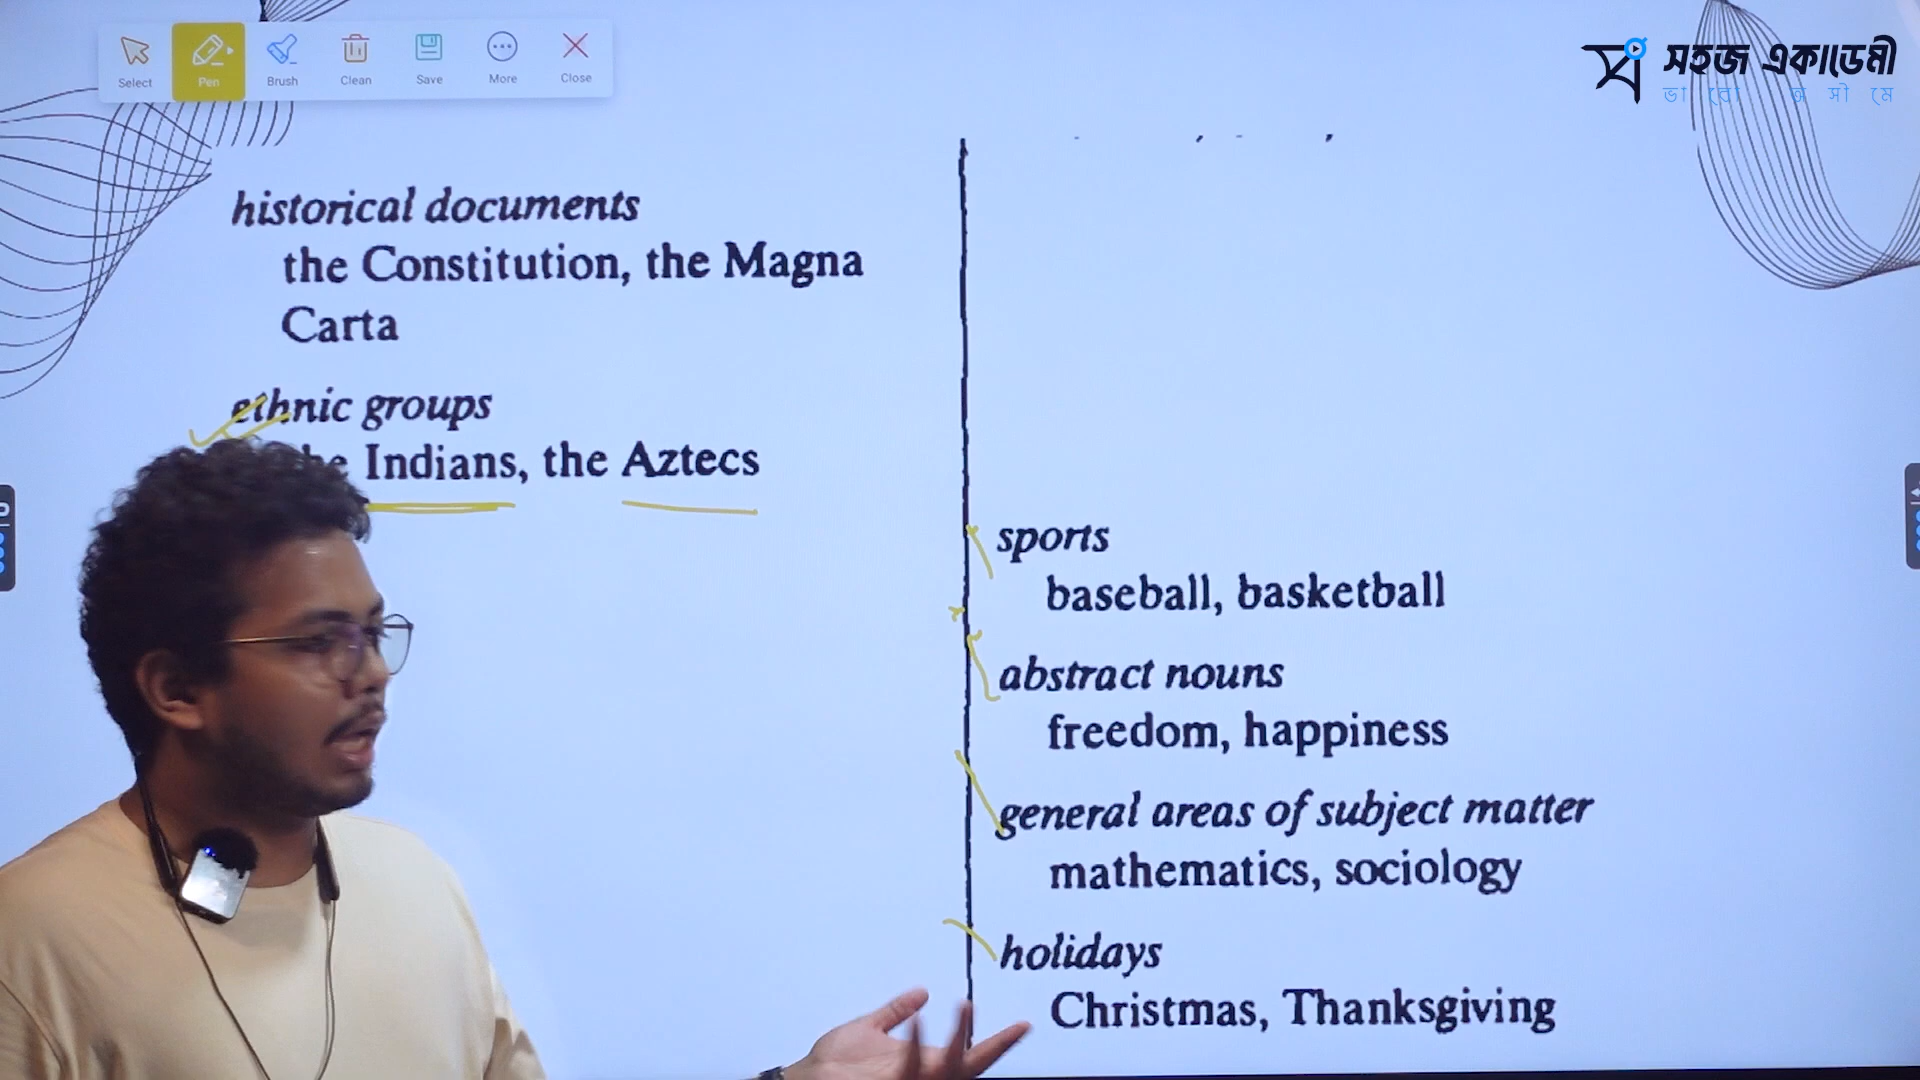 Select Pen Brush Clean Save More Close
সহজ একাডেমী
ভাবো অসীমে
historical documents
the Constitution, the Magna
Carta
ethnic groups
Indians, the Aztecs
sports
baseball, basketball
abstract nouns
freedom, happiness
general areas of subject matter
mathematics, sociology
holidays
Christmas, Thanksgiving